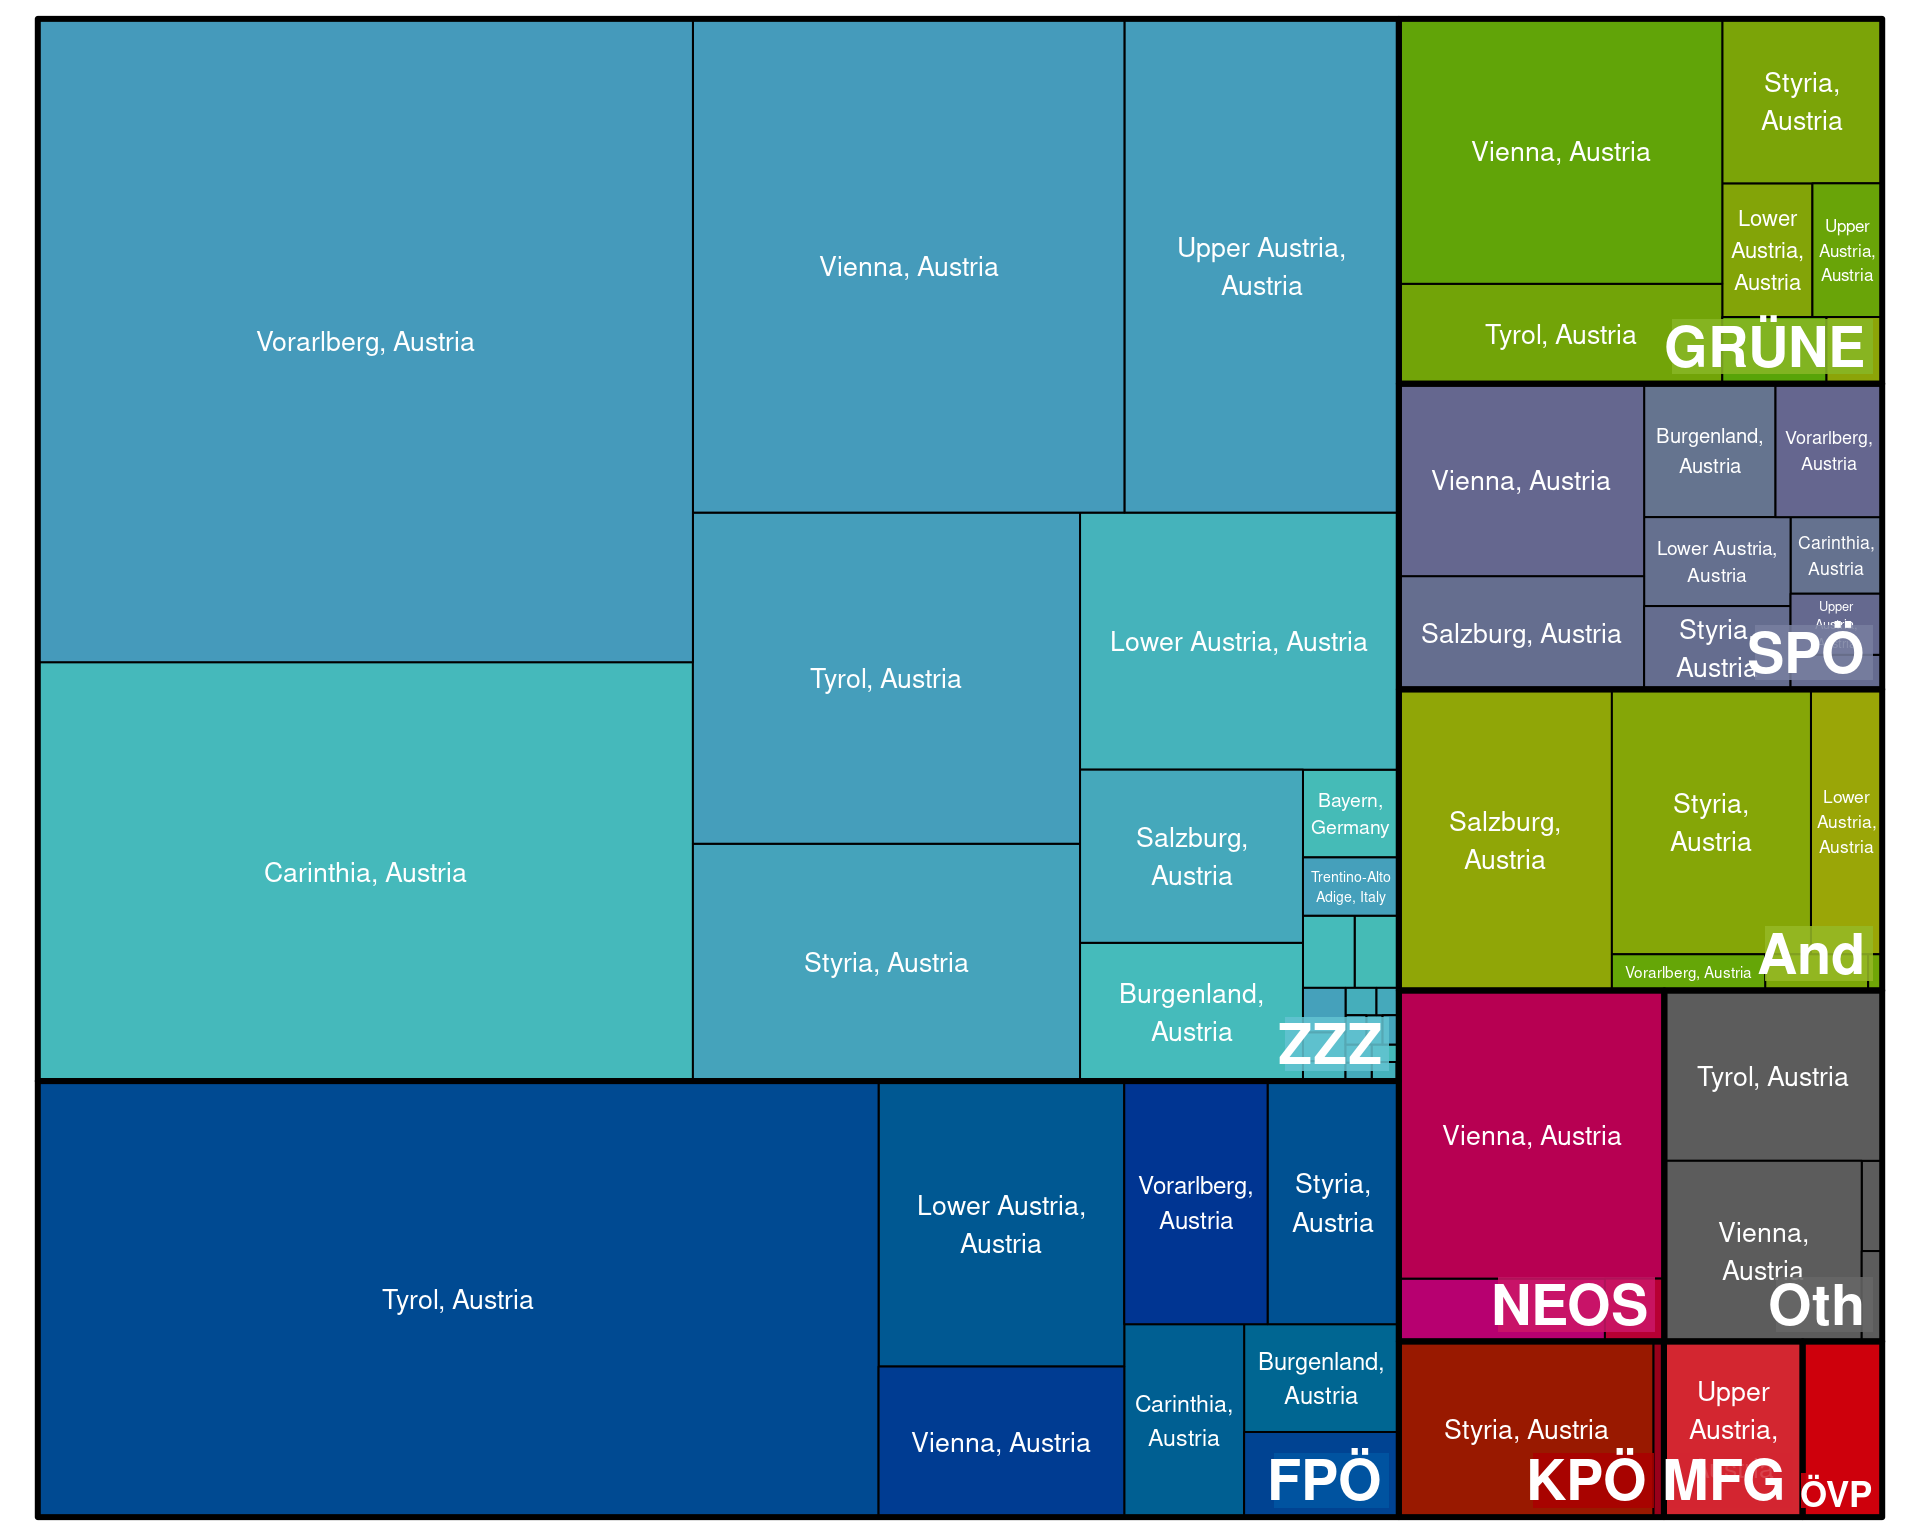 Vorarlberg, Austria
Vienna, Austria
Upper Austria,
Austria
Tyrol, Austria
Lower Austria, Austria
Carinthia, Austria
Styria, Austria
Salzburg,
Austria
Bayern,
Germany
Trentino-Alto
Adige, Italy
Burgenland,
Austria
ZZZ
Tyrol, Austria
Lower Austria,
Austria
Vienna, Austria
Vorarlberg,
Austria
Styria,
Austria
Carinthia,
Austria
Burgenland,
Austria
FPÖ
Vienna, Austria
Styria,
Austria
Lower
Austria,
Austria
Upper
Austria,
Austria
Tyrol, Austria
GRÜNE
Vienna, Austria
Burgenland,
Austria
Vorarlberg,
Austria
Lower Austria,
Austria
Carinthia,
Austria
Salzburg, Austria
Styria,
Austria
Upper
SPÖ
Salzburg,
Austria
Styria,
Austria
Lower
Austria,
Austria
Vorarlberg, Austria
And
Vienna, Austria
NEOS
Tyrol, Austria
Vienna,
Austria
Oth
Styria, Austria
KPÖ
Upper
Austria,
MFG
ÖVP